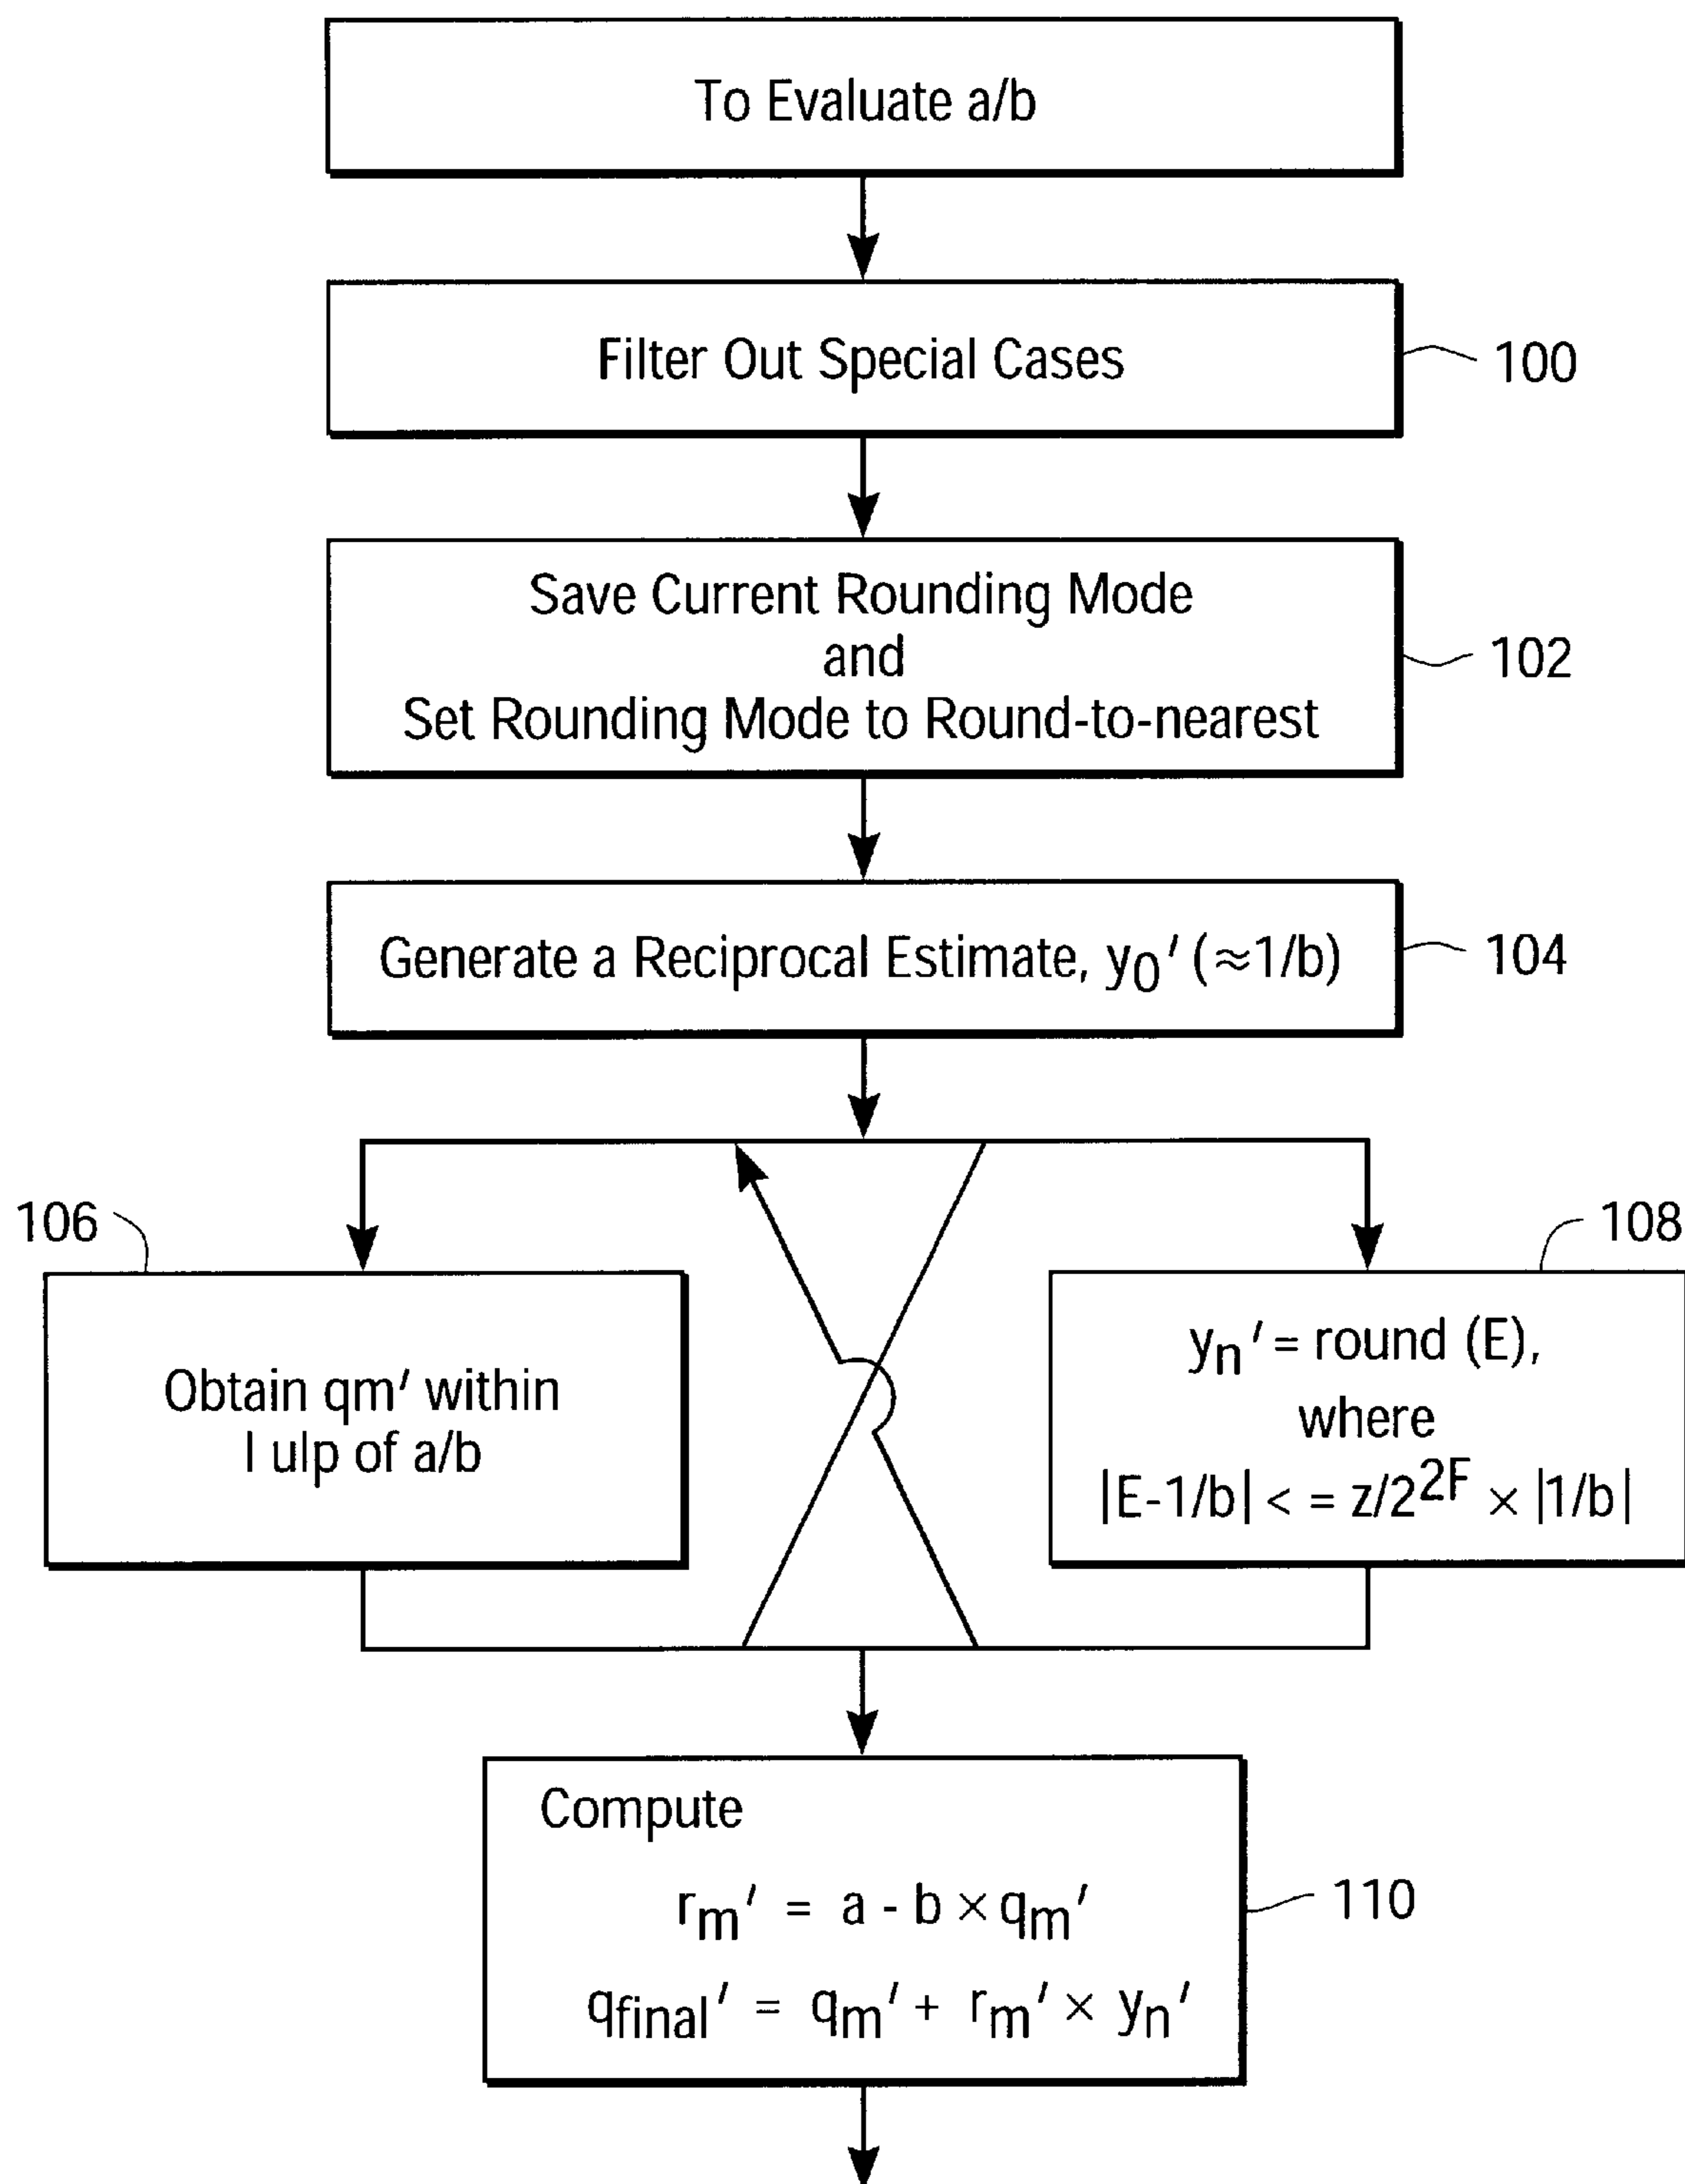 To Evaluate a/b
Filter Out Special Cases
100
Save Current Rounding Mode
and
Set Rounding Mode to Round-to-nearest
102
Generate a Reciprocal Estimate, y₀′ (≈1/b)
104
106
108
Obtain qm′ within
I ulp of a/b
yₙ′ = round (E),
where
|E-1/b| < = z/2^2F × |1/b|
Compute
rₘ′ = a - b × qₘ′
q_final′ = qₘ′ + rₘ′ × yₙ′
110